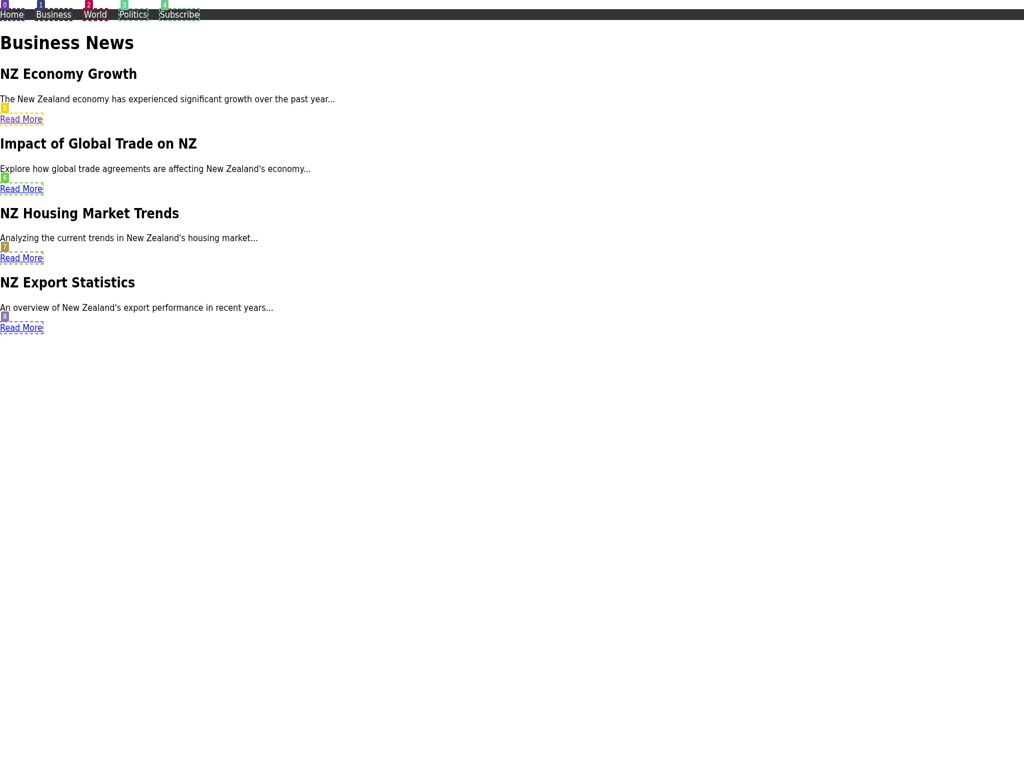 0 1 2 3 4
Home Business World Politics Subscribe
Business News
NZ Economy Growth
The New Zealand economy has experienced significant growth over the past year...
5
Read More
Impact of Global Trade on NZ
Explore how global trade agreements are affecting New Zealand's economy...
6
Read More
NZ Housing Market Trends
Analyzing the current trends in New Zealand's housing market...
7
Read More
NZ Export Statistics
An overview of New Zealand's export performance in recent years...
8
Read More